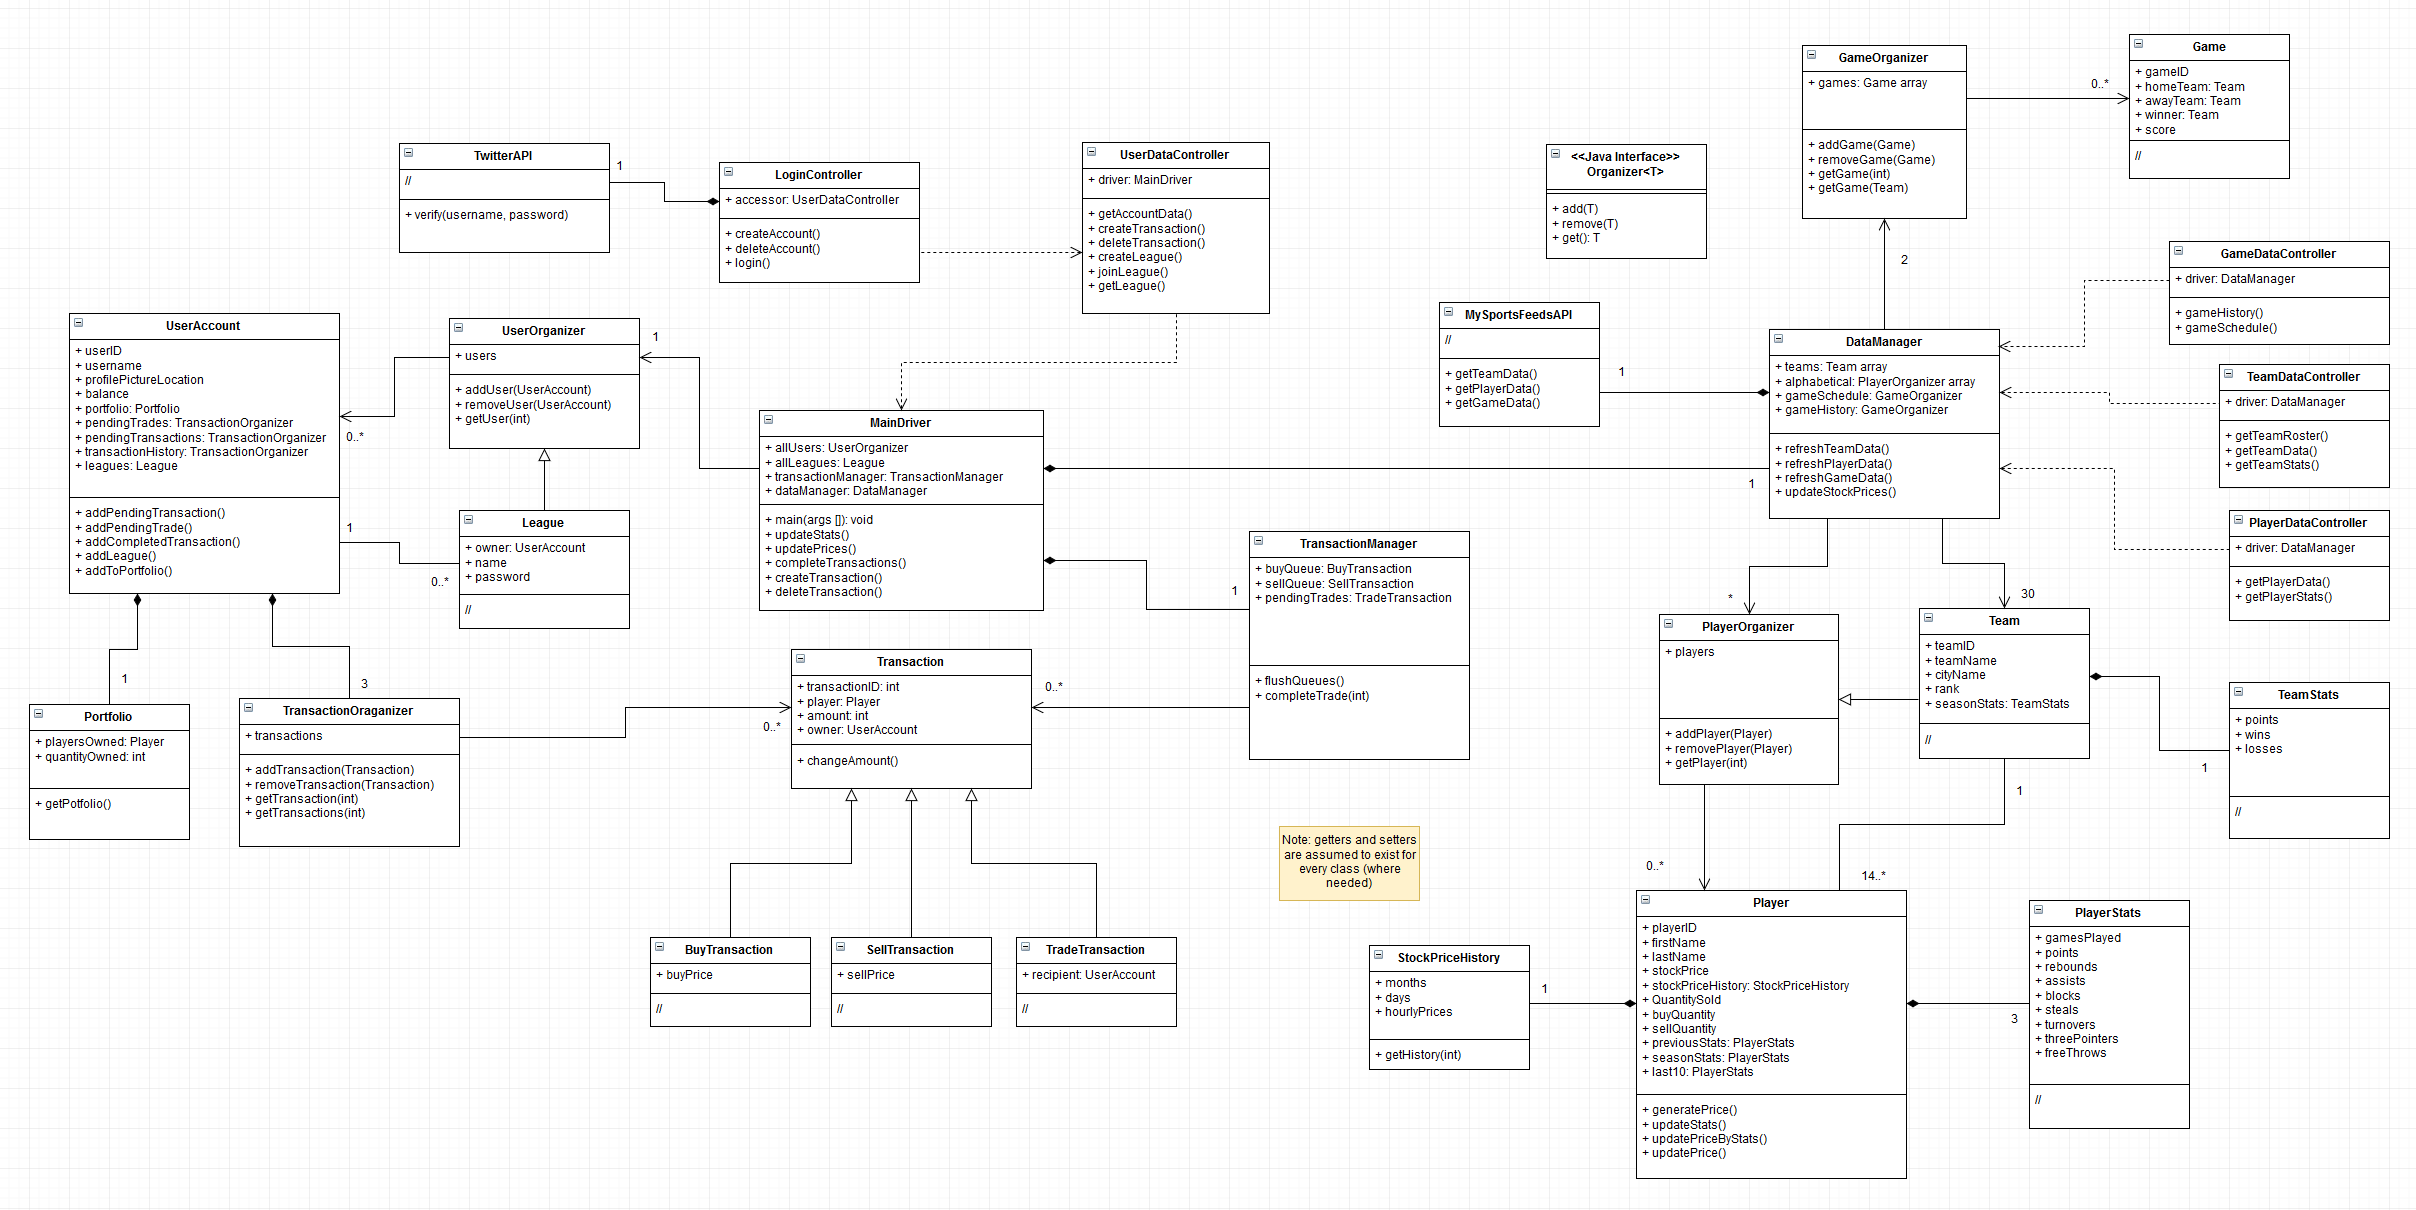 GameOrganizer
+ games: Game array
+ addGame(Game)
+ removeGame(Game)
+ getGame(int)
+ getGame(Team)
0..*
Game
+ gameID
+ homeTeam: Team
+ awayTeam: Team
+ winner: Team
+ score
//
TwitterAPI
//
+ verify(username, password)
1
LoginController
+ accessor: UserDataController
+ createAccount()
+ deleteAccount()
+ login()
UserDataController
+ driver: MainDriver
+ getAccountData()
+ createTransaction()
+ deleteTransaction()
+ createLeague()
+ joinLeague()
+ getLeague()
<<Java Interface>>
Organizer<T>
+ add(T)
+ remove(T)
+ get(): T
2
GameDataController
+ driver: DataManager
+ gameHistory()
+ gameSchedule()
UserAccount
+ userID
+ username
+ profilePictureLocation
+ balance
+ portfolio: Portfolio
+ pendingTrades: TransactionOrganizer
+ pendingTransactions: TransactionOrganizer
+ transactionHistory: TransactionOrganizer
+ leagues: League
+ addPendingTransaction()
+ addPendingTrade()
+ addCompletedTransaction()
+ addLeague()
+ addToPortfolio()
0..*
UserOrganizer
+ users
+ addUser(UserAccount)
+ removeUser(UserAccount)
+ getUser(int)
1
MySportsFeedsAPI
//
+ getTeamData()
+ getPlayerData()
+ getGameData()
1
DataManager
+ teams: Team array
+ alphabetical: PlayerOrganizer array
+ gameSchedule: GameOrganizer
+ gameHistory: GameOrganizer
+ refreshTeamData()
+ refreshPlayerData()
+ refreshGameData()
+ updateStockPrices()
1
TeamDataController
+ driver: DataManager
+ getTeamRoster()
+ getTeamData()
+ getTeamStats()
MainDriver
+ allUsers: UserOrganizer
+ allLeagues: League
+ transactionManager: TransactionManager
+ dataManager: DataManager
+ main(args []): void
+ updateStats()
+ updatePrices()
+ completeTransactions()
+ createTransaction()
+ deleteTransaction()
1
0..*
League
+ owner: UserAccount
+ name
+ password
//
TransactionManager
+ buyQueue: BuyTransaction
+ sellQueue: SellTransaction
+ pendingTrades: TradeTransaction
+ flushQueues()
+ completeTrade(int)
1
PlayerDataController
+ driver: DataManager
+ getPlayerData()
+ getPlayerStats()
*
30
PlayerOrganizer
+ players
+ addPlayer(Player)
+ removePlayer(Player)
+ getPlayer(int)
Team
+ teamID
+ teamName
+ cityName
+ rank
+ seasonStats: TeamStats
//
TeamStats
+ points
+ wins
+ losses
//
1
1
3
Portfolio
+ playersOwned: Player
+ quantityOwned: int
+ getPotfolio()
TransactionOraganizer
+ transactions
+ addTransaction(Transaction)
+ removeTransaction(Transaction)
+ getTransaction(int)
+ getTransactions(int)
0..*
Transaction
+ transactionID: int
+ player: Player
+ amount: int
+ owner: UserAccount
+ changeAmount()
0..*
Note: getters and setters
are assumed to exist for
every class (where
needed)
0..*
1
14..*
BuyTransaction
+ buyPrice
//
SellTransaction
+ sellPrice
//
TradeTransaction
+ recipient: UserAccount
//
StockPriceHistory
+ months
+ days
+ hourlyPrices
+ getHistory(int)
1
Player
+ playerID
+ firstName
+ lastName
+ stockPrice
+ stockPriceHistory: StockPriceHistory
+ QuantitySold
+ buyQuantity
+ sellQuantity
+ previousStats: PlayerStats
+ seasonStats: PlayerStats
+ last10: PlayerStats
+ generatePrice()
+ updateStats()
+ updatePriceByStats()
+ updatePrice()
3
PlayerStats
+ gamesPlayed
+ points
+ rebounds
+ assists
+ blocks
+ steals
+ turnovers
+ threePointers
+ freeThrows
//